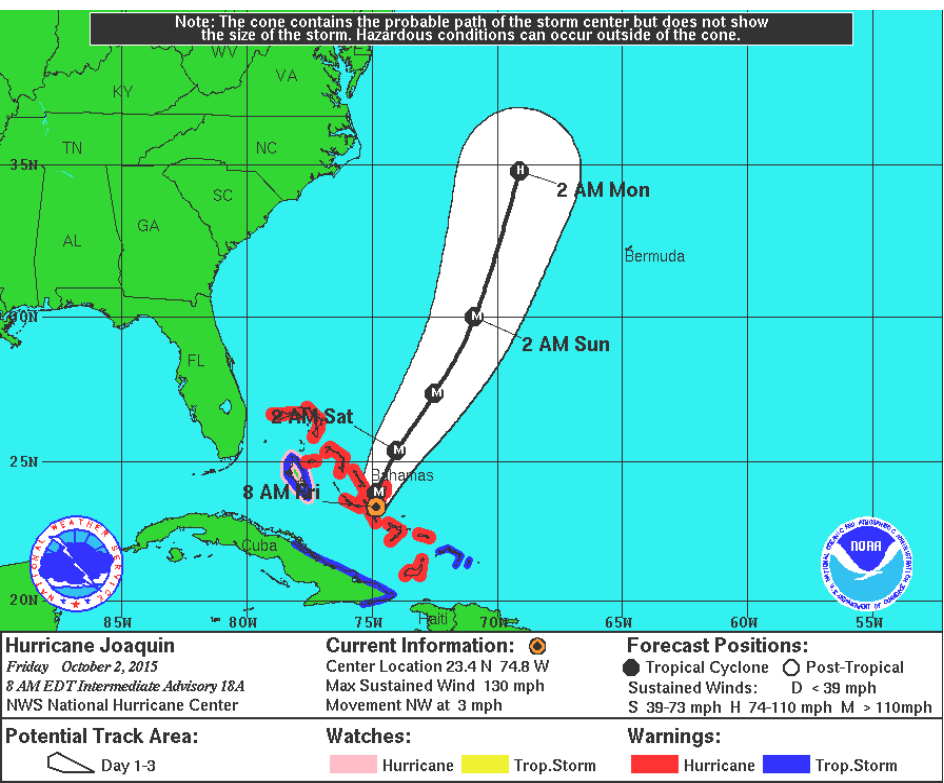 Note: The cone contains the probable path of the storm center but does not show
the size of the storm. Hazardous conditions can occur outside of the cone.
WV
VA
KY
TN
NC
35N
2 AM Mon
SC
GA
AL
Bermuda
30N
2 AM Sun
FL
2 AM Sat
25N
Bahamas
8 AM Fri
Cuba
NATIONAL WEATHER SERVICE
NOAA
20N
Haiti
85W
80W
75W
70W
65W
60W
55W
H
M
M
M
M
Hurricane Joaquin
Friday October 2, 2015
8 AM EDT Intermediate Advisory 18A
NWS National Hurricane Center
Current Information:
Center Location 23.4 N 74.8 W
Max Sustained Wind 130 mph
Movement NW at 3 mph
Forecast Positions:
Tropical Cyclone Post-Tropical
Sustained Winds: D < 39 mph
S 39-73 mph H 74-110 mph M > 110mph
Potential Track Area:
Day 1-3
Watches:
Hurricane Trop.Storm
Warnings:
Hurricane Trop.Storm